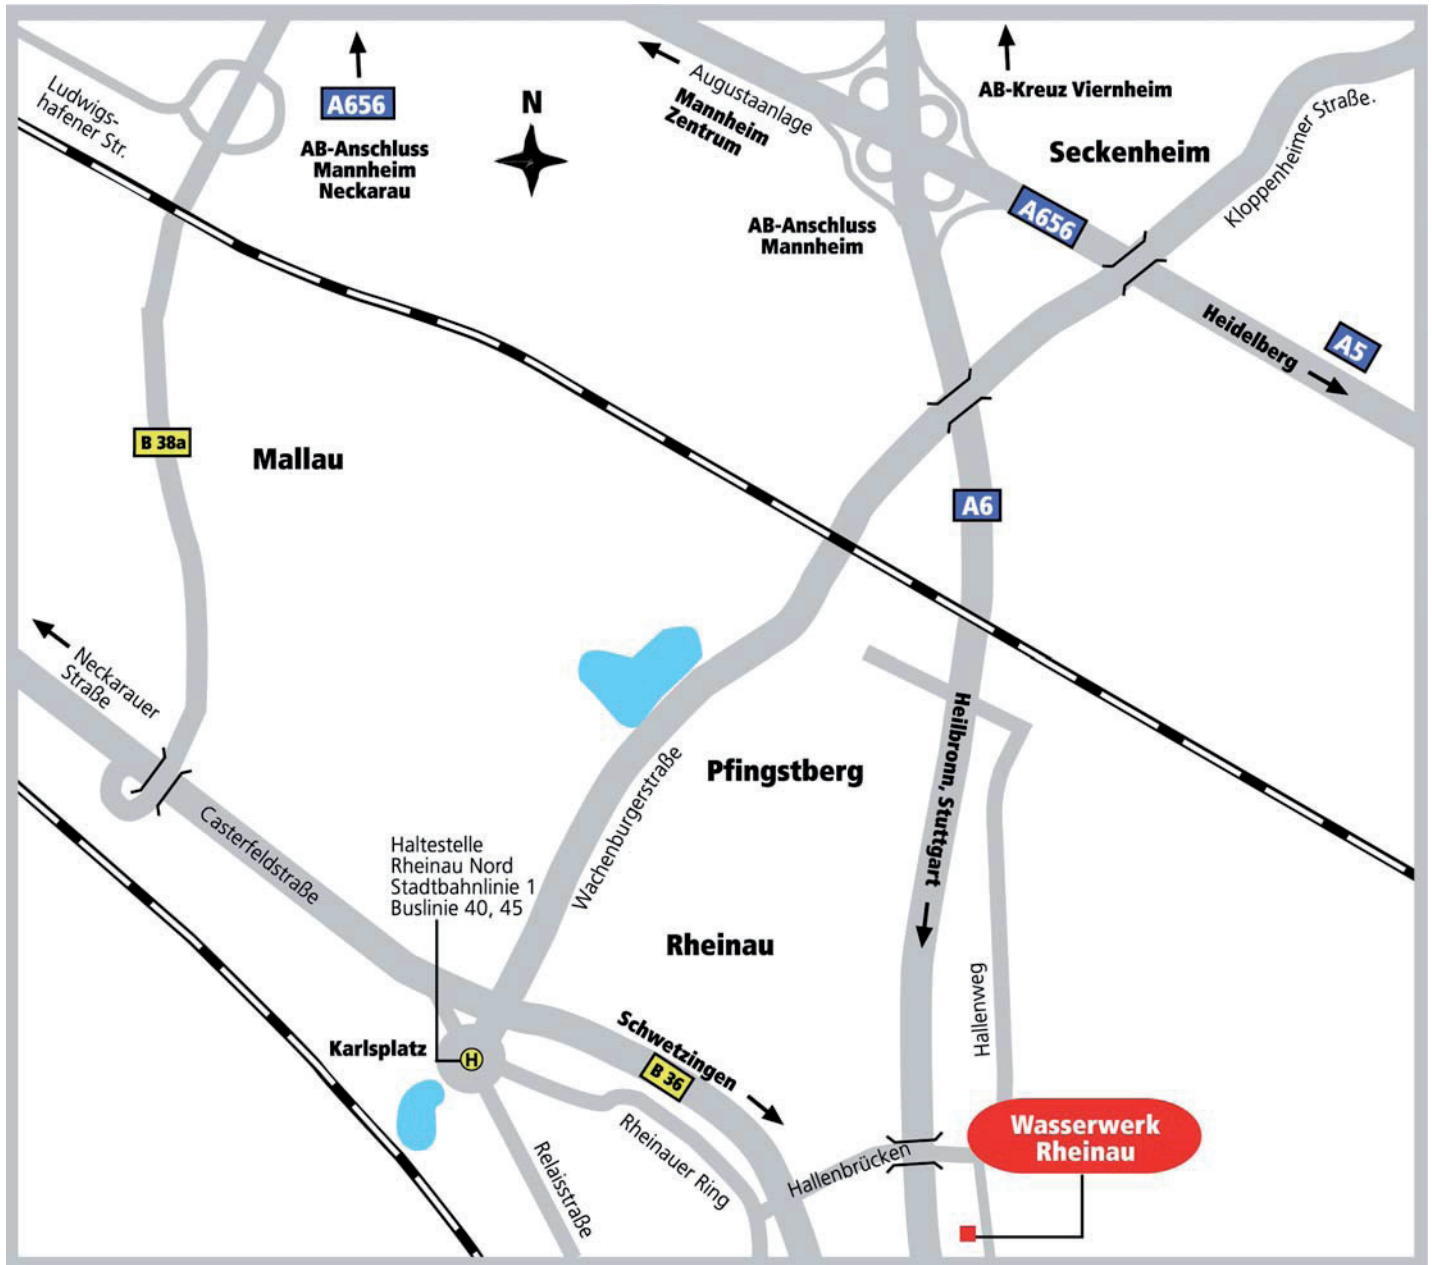 Ludwigs-
hafener Str.
A656
AB-Anschluss
Mannheim
Neckarau
N
Augustaanlage
Mannheim
Zentrum
AB-Kreuz Viernheim
Seckenheim
Kloppenheimer Straße.
A656
AB-Anschluss
Mannheim
Heidelberg
A5
B 38a
Mallau
A6
Neckarauer
Straße
Heilbronn, Stuttgart
Pfingstberg
Wachenburgerstraße
Casterfeldstraße
Haltestelle
Rheinau Nord
Stadtbahnlinie 1
Buslinie 40, 45
Rheinau
Hallenweg
Schwetzingen
Karlsplatz
H
B 36
Rheinauer Ring
Relaisstraße
Hallenbrücken
Wasserwerk
Rheinau